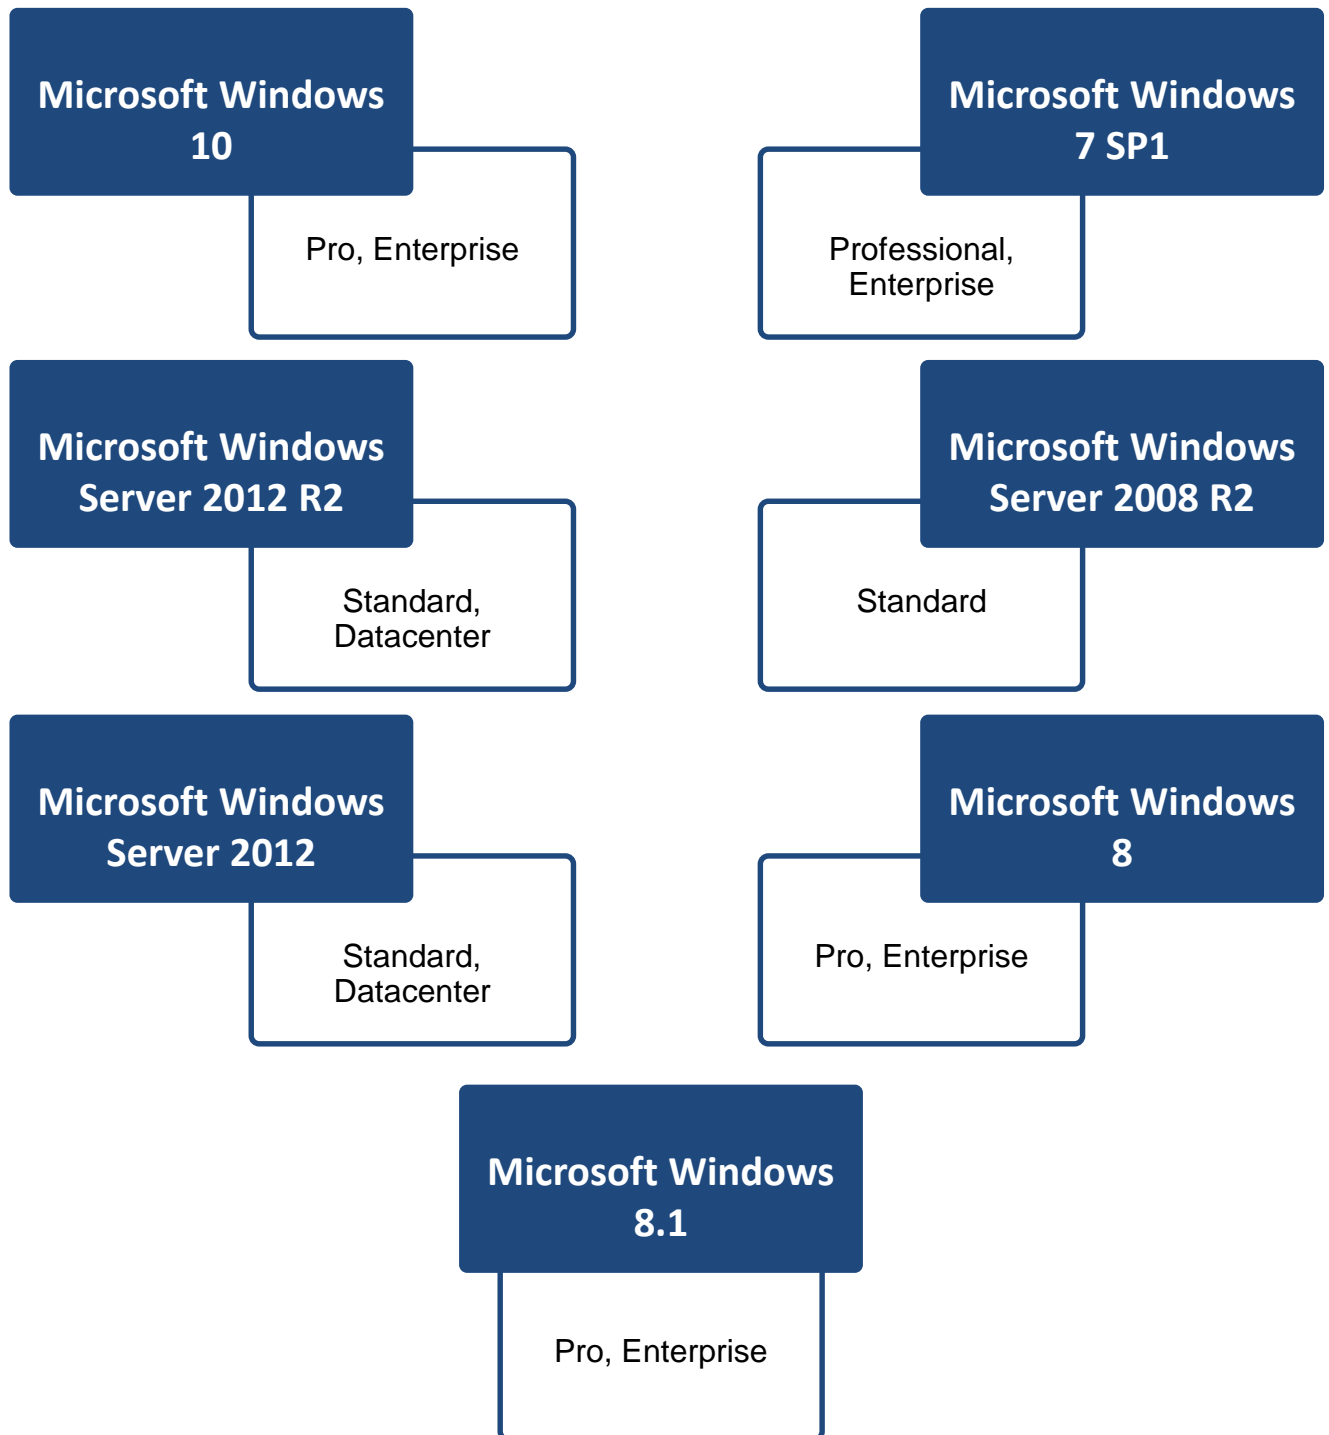 Microsoft Windows
10
Pro, Enterprise
Microsoft Windows
7 SP1
Professional,
Enterprise
Microsoft Windows
Server 2012 R2
Standard,
Datacenter
Microsoft Windows
Server 2008 R2
Standard
Microsoft Windows
Server 2012
Standard,
Datacenter
Microsoft Windows
8
Pro, Enterprise
Microsoft Windows
8.1
Pro, Enterprise